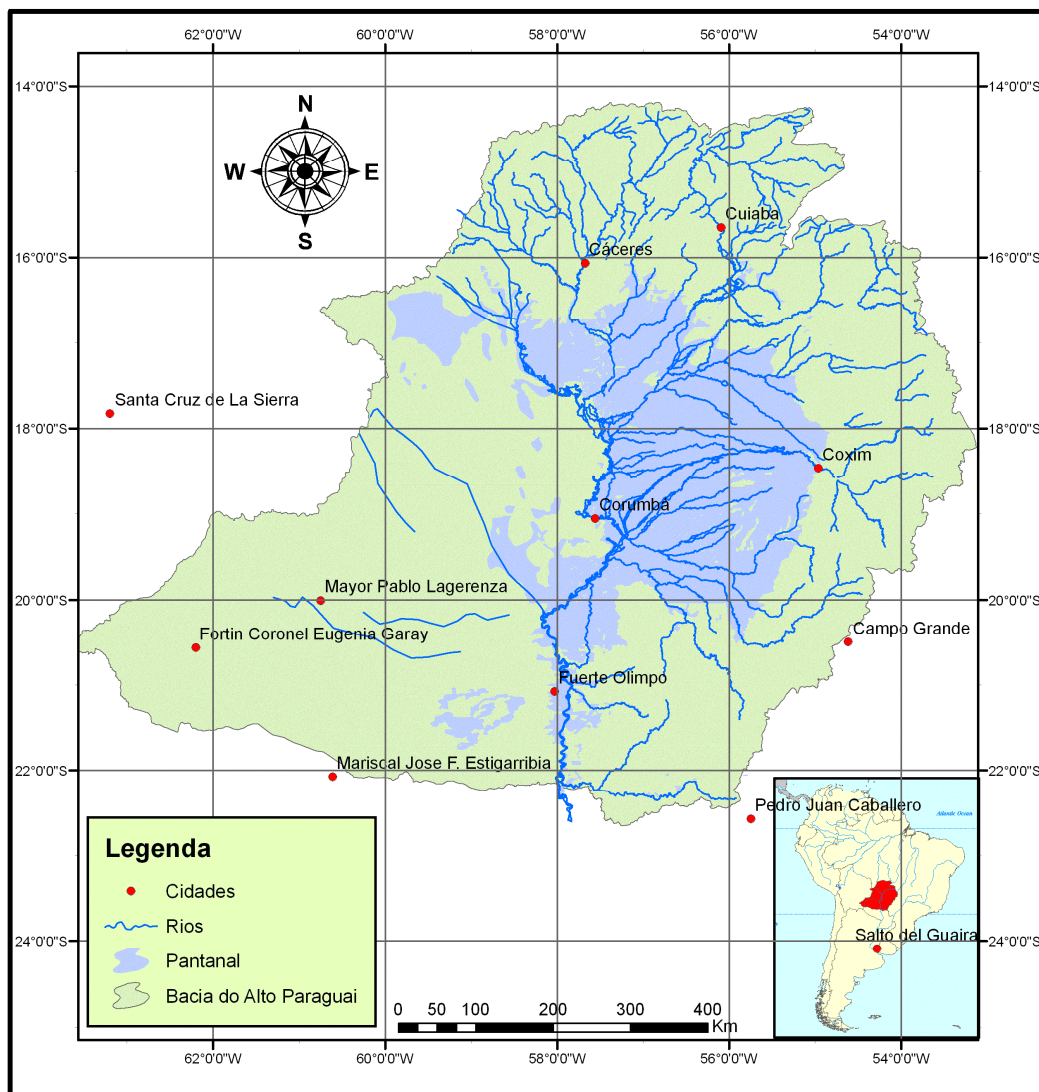 62°0'0"W
60°0'0"W
58°0'0"W
56°0'0"W
54°0'0"W
14°0'0"S
14°0'0"S
N
W
E
S
Cuiaba
Cáceres
16°0'0"S
16°0'0"S
Santa Cruz de La Sierra
18°0'0"S
18°0'0"S
Coxim
Corumbá
Mayor Pablo Lagerenza
20°0'0"S
20°0'0"S
Fortin Coronel Eugenia Garay
Campo Grande
Fuerte Olimpo
Mariscal Jose F. Estigarribia
22°0'0"S
22°0'0"S
Pedro Juan Caballero
Atlantic Ocean
Legenda
Cidades
Rios
Pantanal
Bacia do Alto Paraguai
Salto del Guaira
24°0'0"S
24°0'0"S
0 50 100 200 300 400
Km
62°0'0"W
60°0'0"W
58°0'0"W
56°0'0"W
54°0'0"W